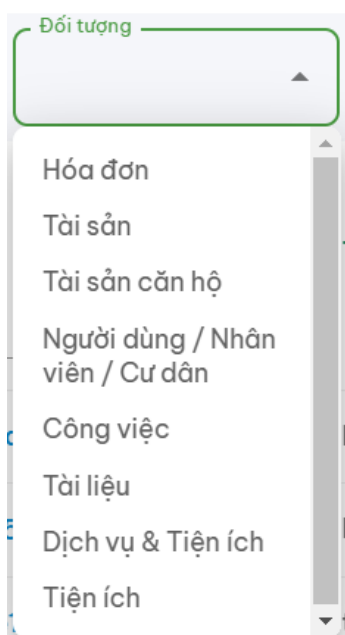 Đối tượng
Hóa đơn
Tài sản
Tài sản căn hộ
Người dùng / Nhân
viên / Cư dân
Công việc
Tài liệu
Dịch vụ & Tiện ích
Tiện ích